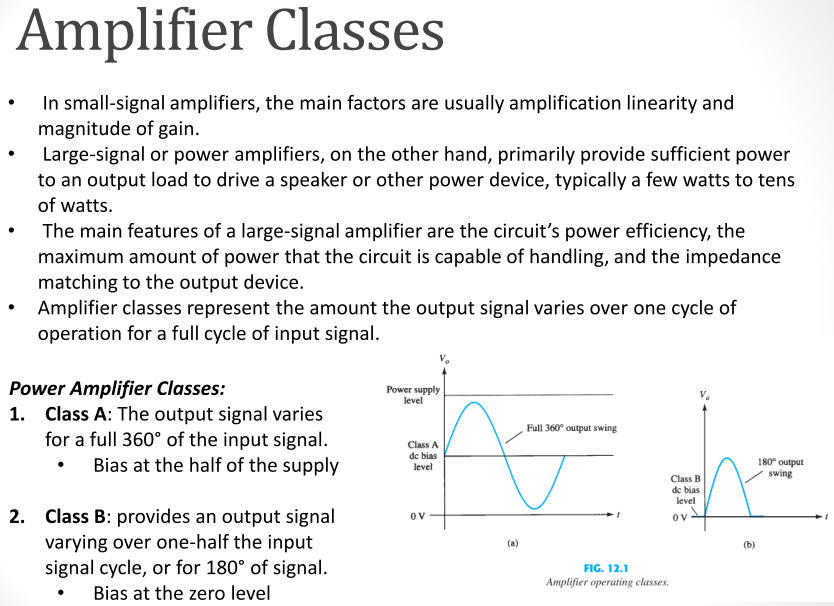 Amplifier Classes
• In small-signal amplifiers, the main factors are usually amplification linearity and
magnitude of gain.
• Large-signal or power amplifiers, on the other hand, primarily provide sufficient power
to an output load to drive a speaker or other power device, typically a few watts to tens
of watts.
• The main features of a large-signal amplifier are the circuit’s power efficiency, the
maximum amount of power that the circuit is capable of handling, and the impedance
matching to the output device.
• Amplifier classes represent the amount the output signal varies over one cycle of
operation for a full cycle of input signal.
Power Amplifier Classes:
1. Class A: The output signal varies
for a full 360° of the input signal.
• Bias at the half of the supply
2. Class B: provides an output signal
varying over one-half the input
signal cycle, or for 180° of signal.
• Bias at the zero level
Vo
Power supply
level
Full 360° output swing
Class A
dc bias
level
0 V
t
(a)
Vo
180° output
swing
Class B
dc bias
level
0 V
t
(b)
FIG. 12.1
Amplifier operating classes.